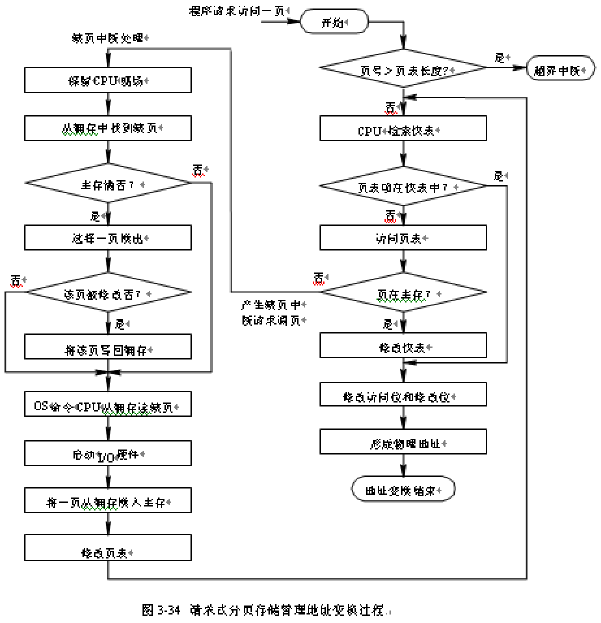 程序请求访问一页
开始
缺页中断处理
页号＞页表长度?
是
越界中断
保留CPU现场
否
从辅存中找到缺页
CPU检索快表
否
是
主存满否?
页表项在快表中?
是
否
选择一页换出
访问页表
否
否
该页被修改否?
页在主存?
产生缺页中
断请求调页
是
是
将该页写回辅存
修改快表
OS命令CPU从辅存读缺页
修改访问位和修改位
启动I/O硬件
形成物理地址
将一页从辅存换入主存
地址变换结束
修改页表
图 3-34 请求式分页存储管理地址变换过程.